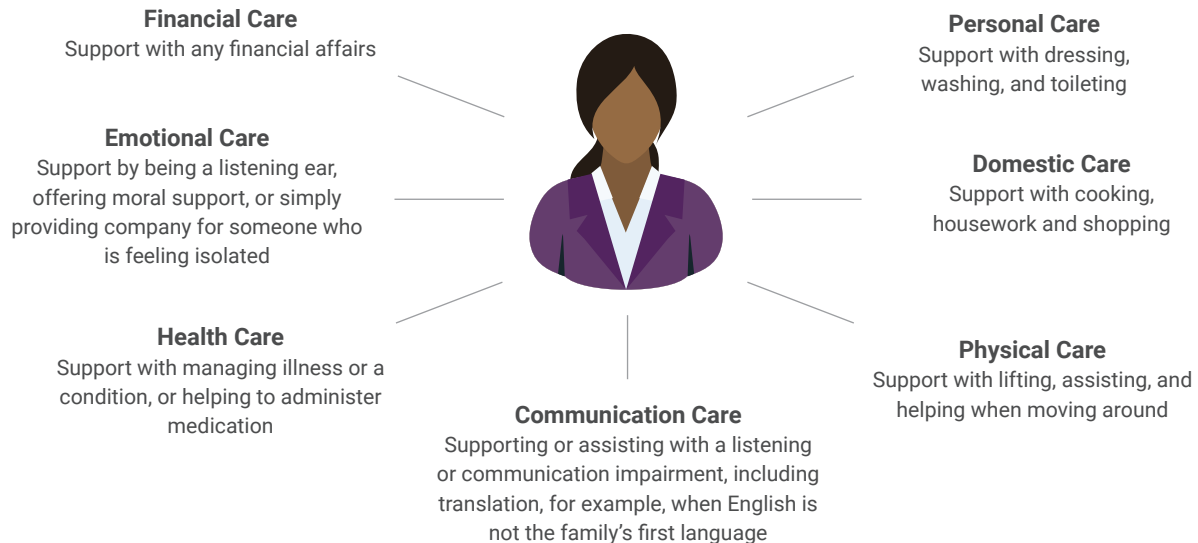 Financial Care
Support with any financial affairs
Emotional Care
Support by being a listening ear,
offering moral support, or simply
providing company for someone who
is feeling isolated
Health Care
Support with managing illness or a
condition, or helping to administer
medication
Communication Care
Supporting or assisting with a listening
or communication impairment, including
translation, for example, when English is
not the family’s first language
Personal Care
Support with dressing,
washing, and toileting
Domestic Care
Support with cooking,
housework and shopping
Physical Care
Support with lifting, assisting, and
helping when moving around